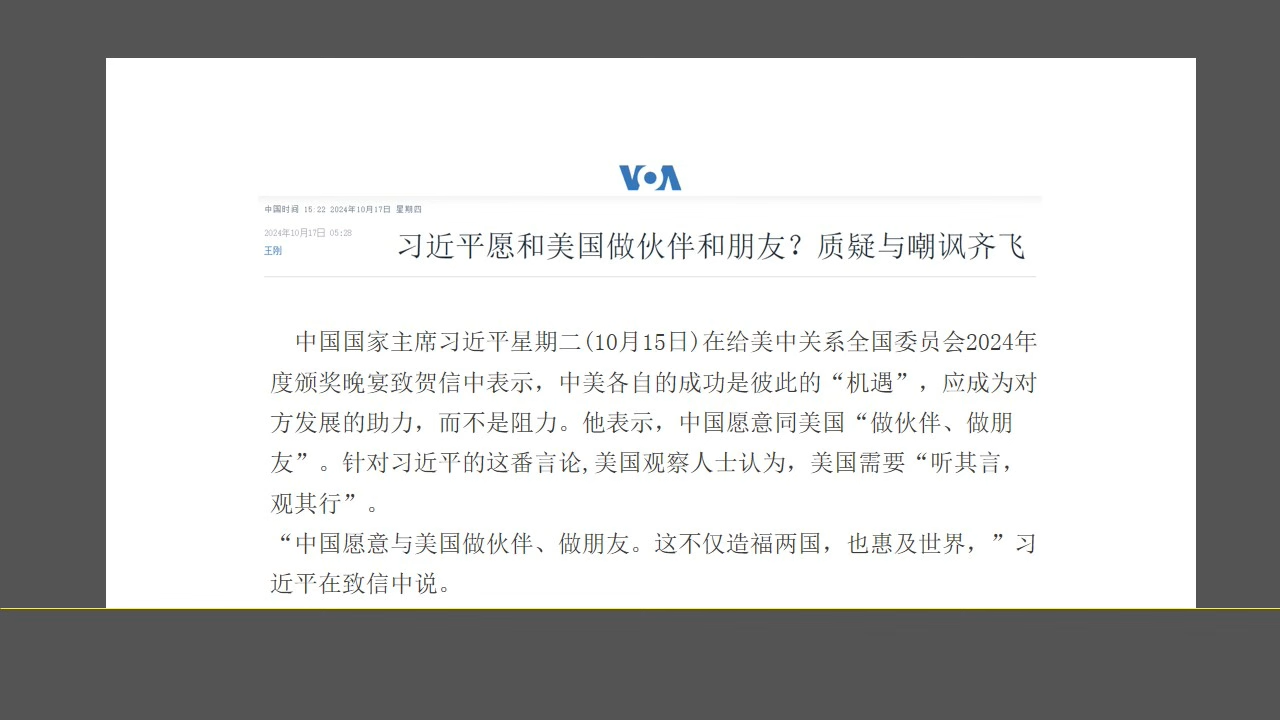 VOA
中国时间 15:22 2024年10月17日 星期四
2024年10月17日 05:28
王刚
习近平愿和美国做伙伴和朋友？质疑与嘲讽齐飞
中国国家主席习近平星期二(10月15日)在给美中关系全国委员会2024年
度颁奖晚宴致贺信中表示，中美各自的成功是彼此的“机遇”，应成为对
方发展的助力，而不是阻力。他表示，中国愿意同美国“做伙伴、做朋
友”。针对习近平的这番言论,美国观察人士认为，美国需要“听其言，
观其行”。
“中国愿意与美国做伙伴、做朋友。这不仅造福两国，也惠及世界，”习
近平在致信中说。